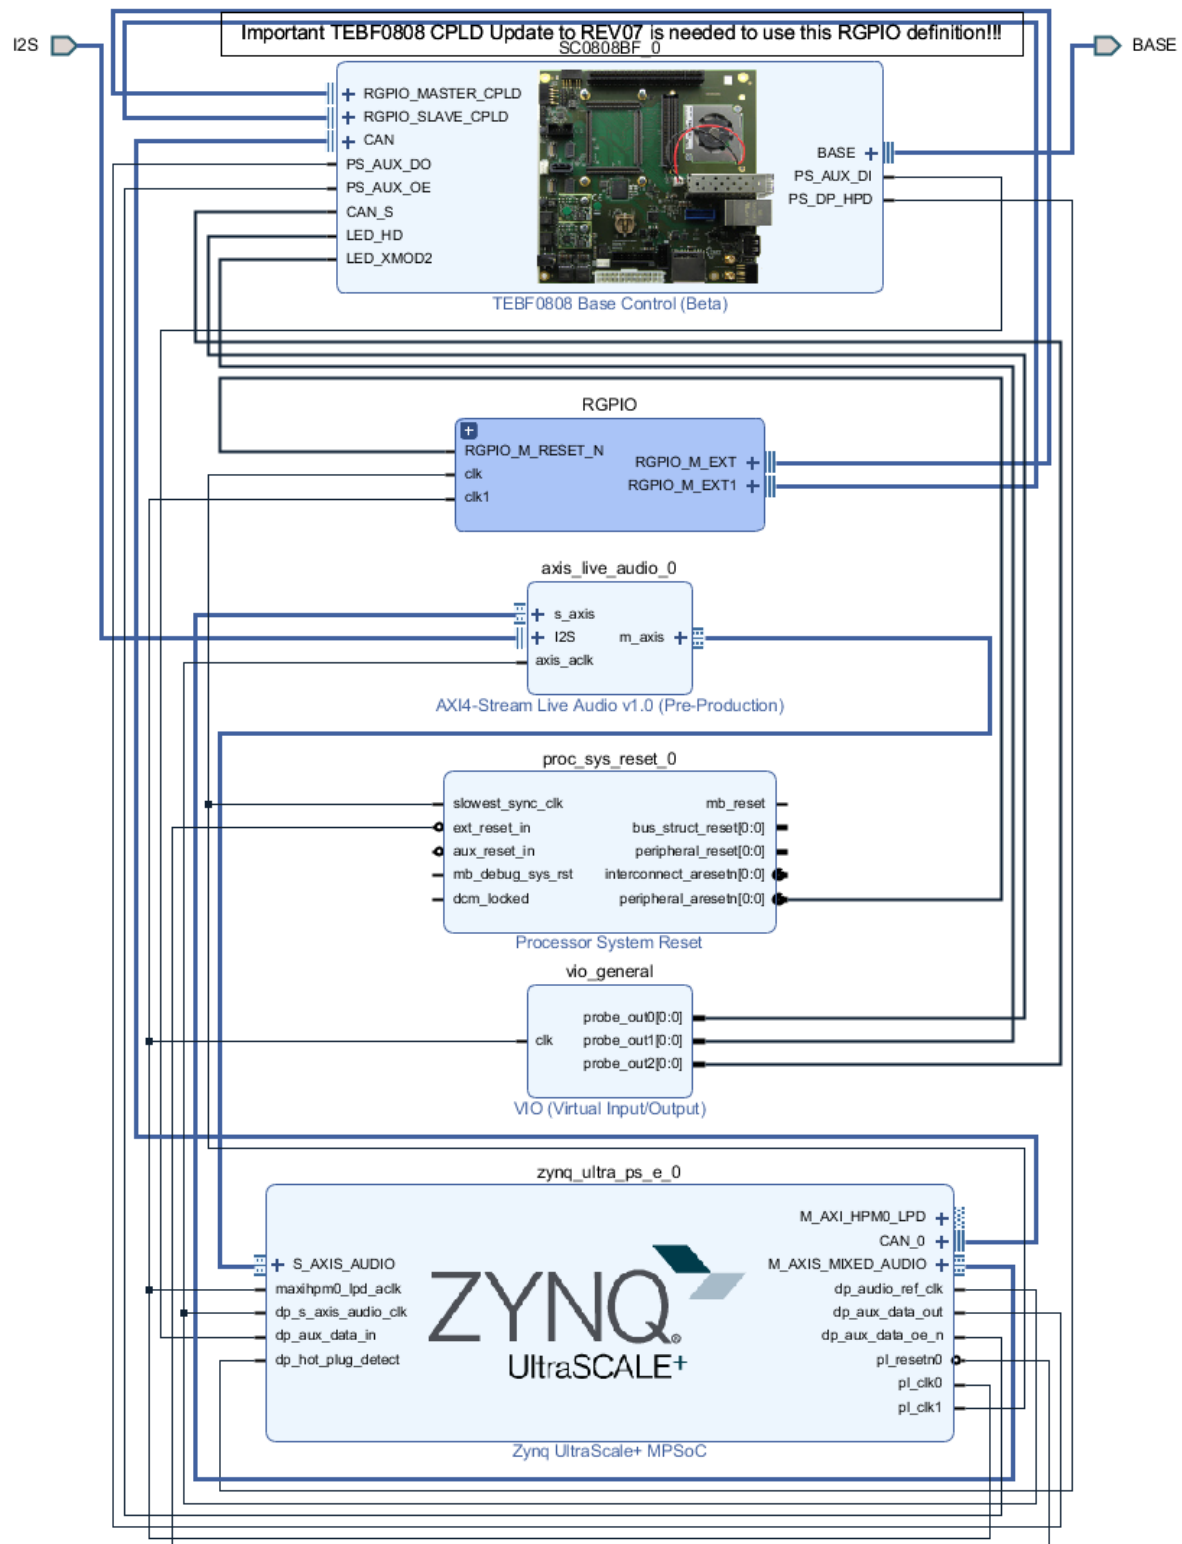 Important TEBF0808 CPLD Update to REV07 is needed to use this RGPIO definition!!!
I2S
BASE
SC0808BF_0
RGPIO_MASTER_CPLD
RGPIO_SLAVE_CPLD
CAN
PS_AUX_DO
PS_AUX_OE
CAN_S
LED_HD
LED_XMOD2
BASE
PS_AUX_DI
PS_DP_HPD
TEBF0808 Base Control (Beta)
RGPIO
RGPIO_M_RESET_N
clk
clk1
RGPIO_M_EXT
RGPIO_M_EXT1
axis_live_audio_0
s_axis
I2S
axis_aclk
m_axis
AXI4-Stream Live Audio v1.0 (Pre-Production)
proc_sys_reset_0
slowest_sync_clk
ext_reset_in
aux_reset_in
mb_debug_sys_rst
dcm_locked
mb_reset
bus_struct_reset[0:0]
peripheral_reset[0:0]
interconnect_aresetn[0:0]
peripheral_aresetn[0:0]
Processor System Reset
vio_general
clk
probe_out0[0:0]
probe_out1[0:0]
probe_out2[0:0]
VIO (Virtual Input/Output)
zynq_ultra_ps_e_0
S_AXIS_AUDIO
maxihpm0_lpd_aclk
dp_s_axis_audio_clk
dp_aux_data_in
dp_hot_plug_detect
ZYNQ®
UltraSCALE+
M_AXI_HPM0_LPD
CAN_0
M_AXIS_MIXED_AUDIO
dp_audio_ref_clk
dp_aux_data_out
dp_aux_data_oe_n
pl_resetn0
pl_clk0
pl_clk1
Zynq UltraScale+ MPSoC